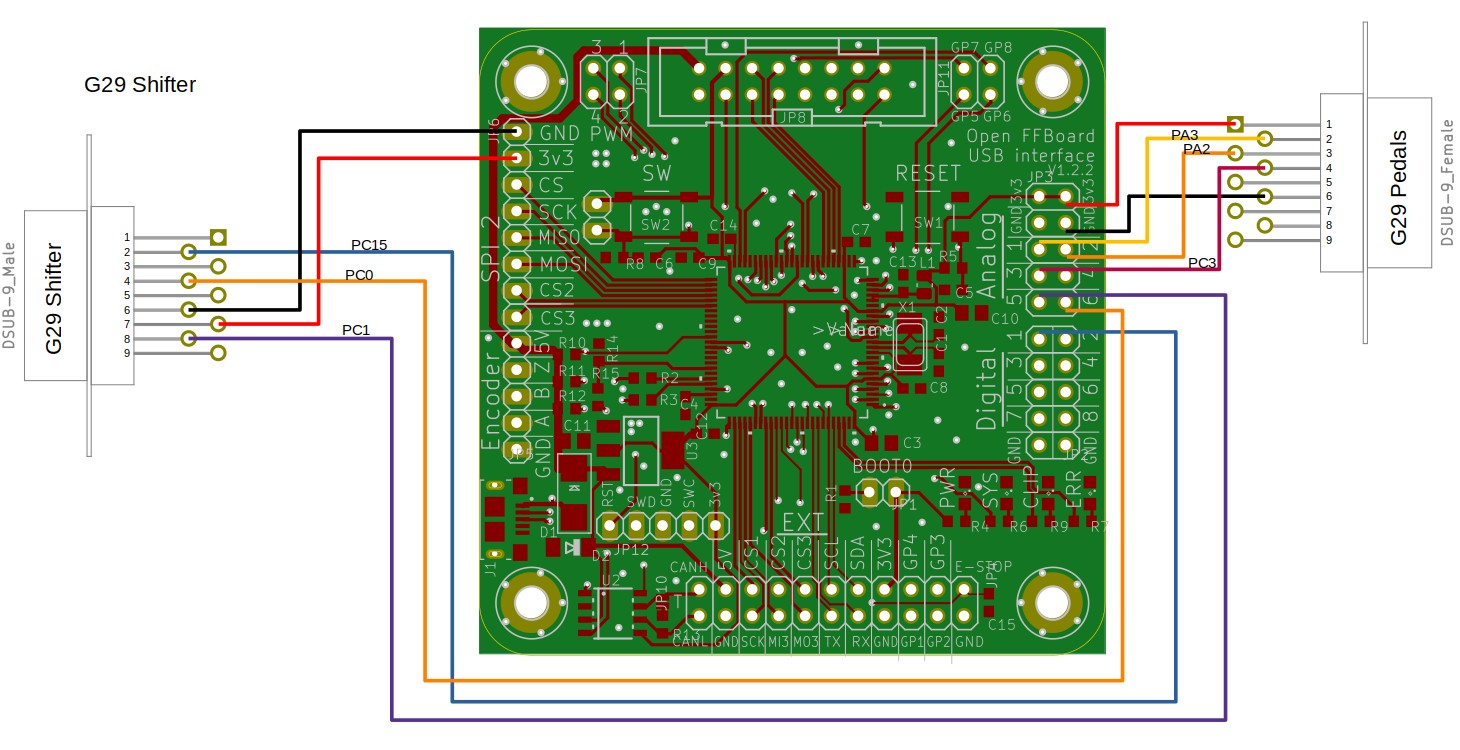 G29 Shifter
DSUB-9_Male
G29 Shifter
1
2
3
4
5
6
7
8
9
PC15
PC0
PC1
3 1
4 2
JP7
JP8
GP7 GP8
JP11
GP5 GP6
Open FFBoard
USB interface
V1.2.2
JP6
GND PWM
3v3
CS
SCK
MISO
MOSI
CS2
CS3
SPI 2
SW
SW2
RESET
SW1
C14
C7
R8 C6 C9
C13 L1 R5
C5
C10
X1
C2
C1
C8
>Value
>Name
JP3
3v3
3v3
GND
GND
Analog
1 2
3 4
5 6
Digital
1 2
3 4
5 6
7 8
GND
GND
JP2
Encoder
5V
Z
B
A
GND
JP5
R10
R14
R11 R15
R12
R2
R3
C4
C12
C11
U3
C3
BOOT0
R1
JP1
PWR
SYS
CLIP
ERR
R4 R6 R9 R7
RST
SWD
GND
SWC
3v3
JP12
D1
D2
J1
U2
JP10
T
R13
EXT
CANH
5V
CS1
CS2
CS3
SCL
SDA
3V3
GP4
GP3
E-STOP
JP4
C15
CANL GND SCK MI3 MO3 TX RX GND GP1 GP2 GND
PA3
PA2
PC3
1
2
3
4
5
6
7
8
9
G29 Pedals
DSUB-9_Female